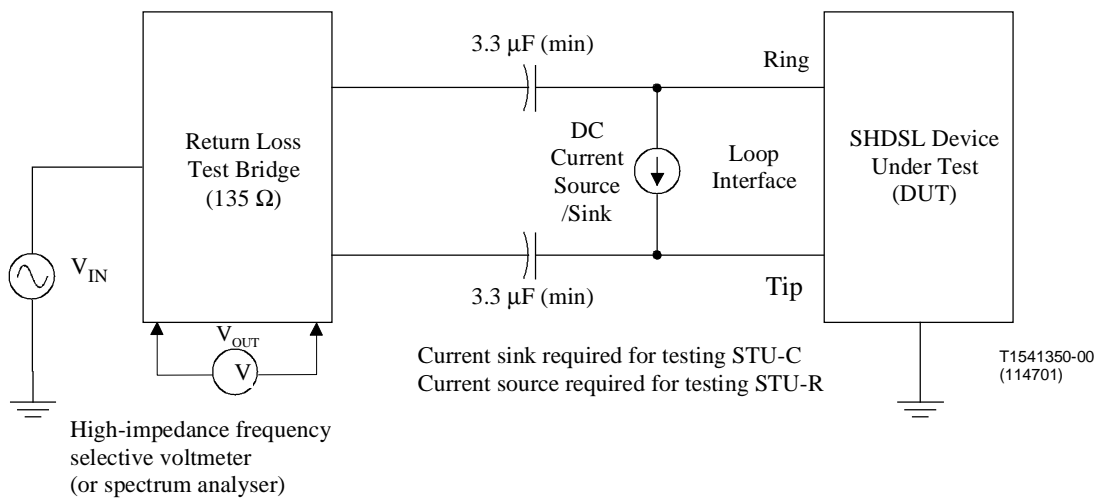 3.3 μF (min)
Ring
Return Loss
Test Bridge
(135 Ω)
DC
Current
Source
/Sink
Loop
Interface
SHDSL Device
Under Test
(DUT)
V_IN
3.3 μF (min)
Tip
V_OUT
V
Current sink required for testing STU-C
Current source required for testing STU-R
T1541350-00
(114701)
High-impedance frequency
selective voltmeter
(or spectrum analyser)